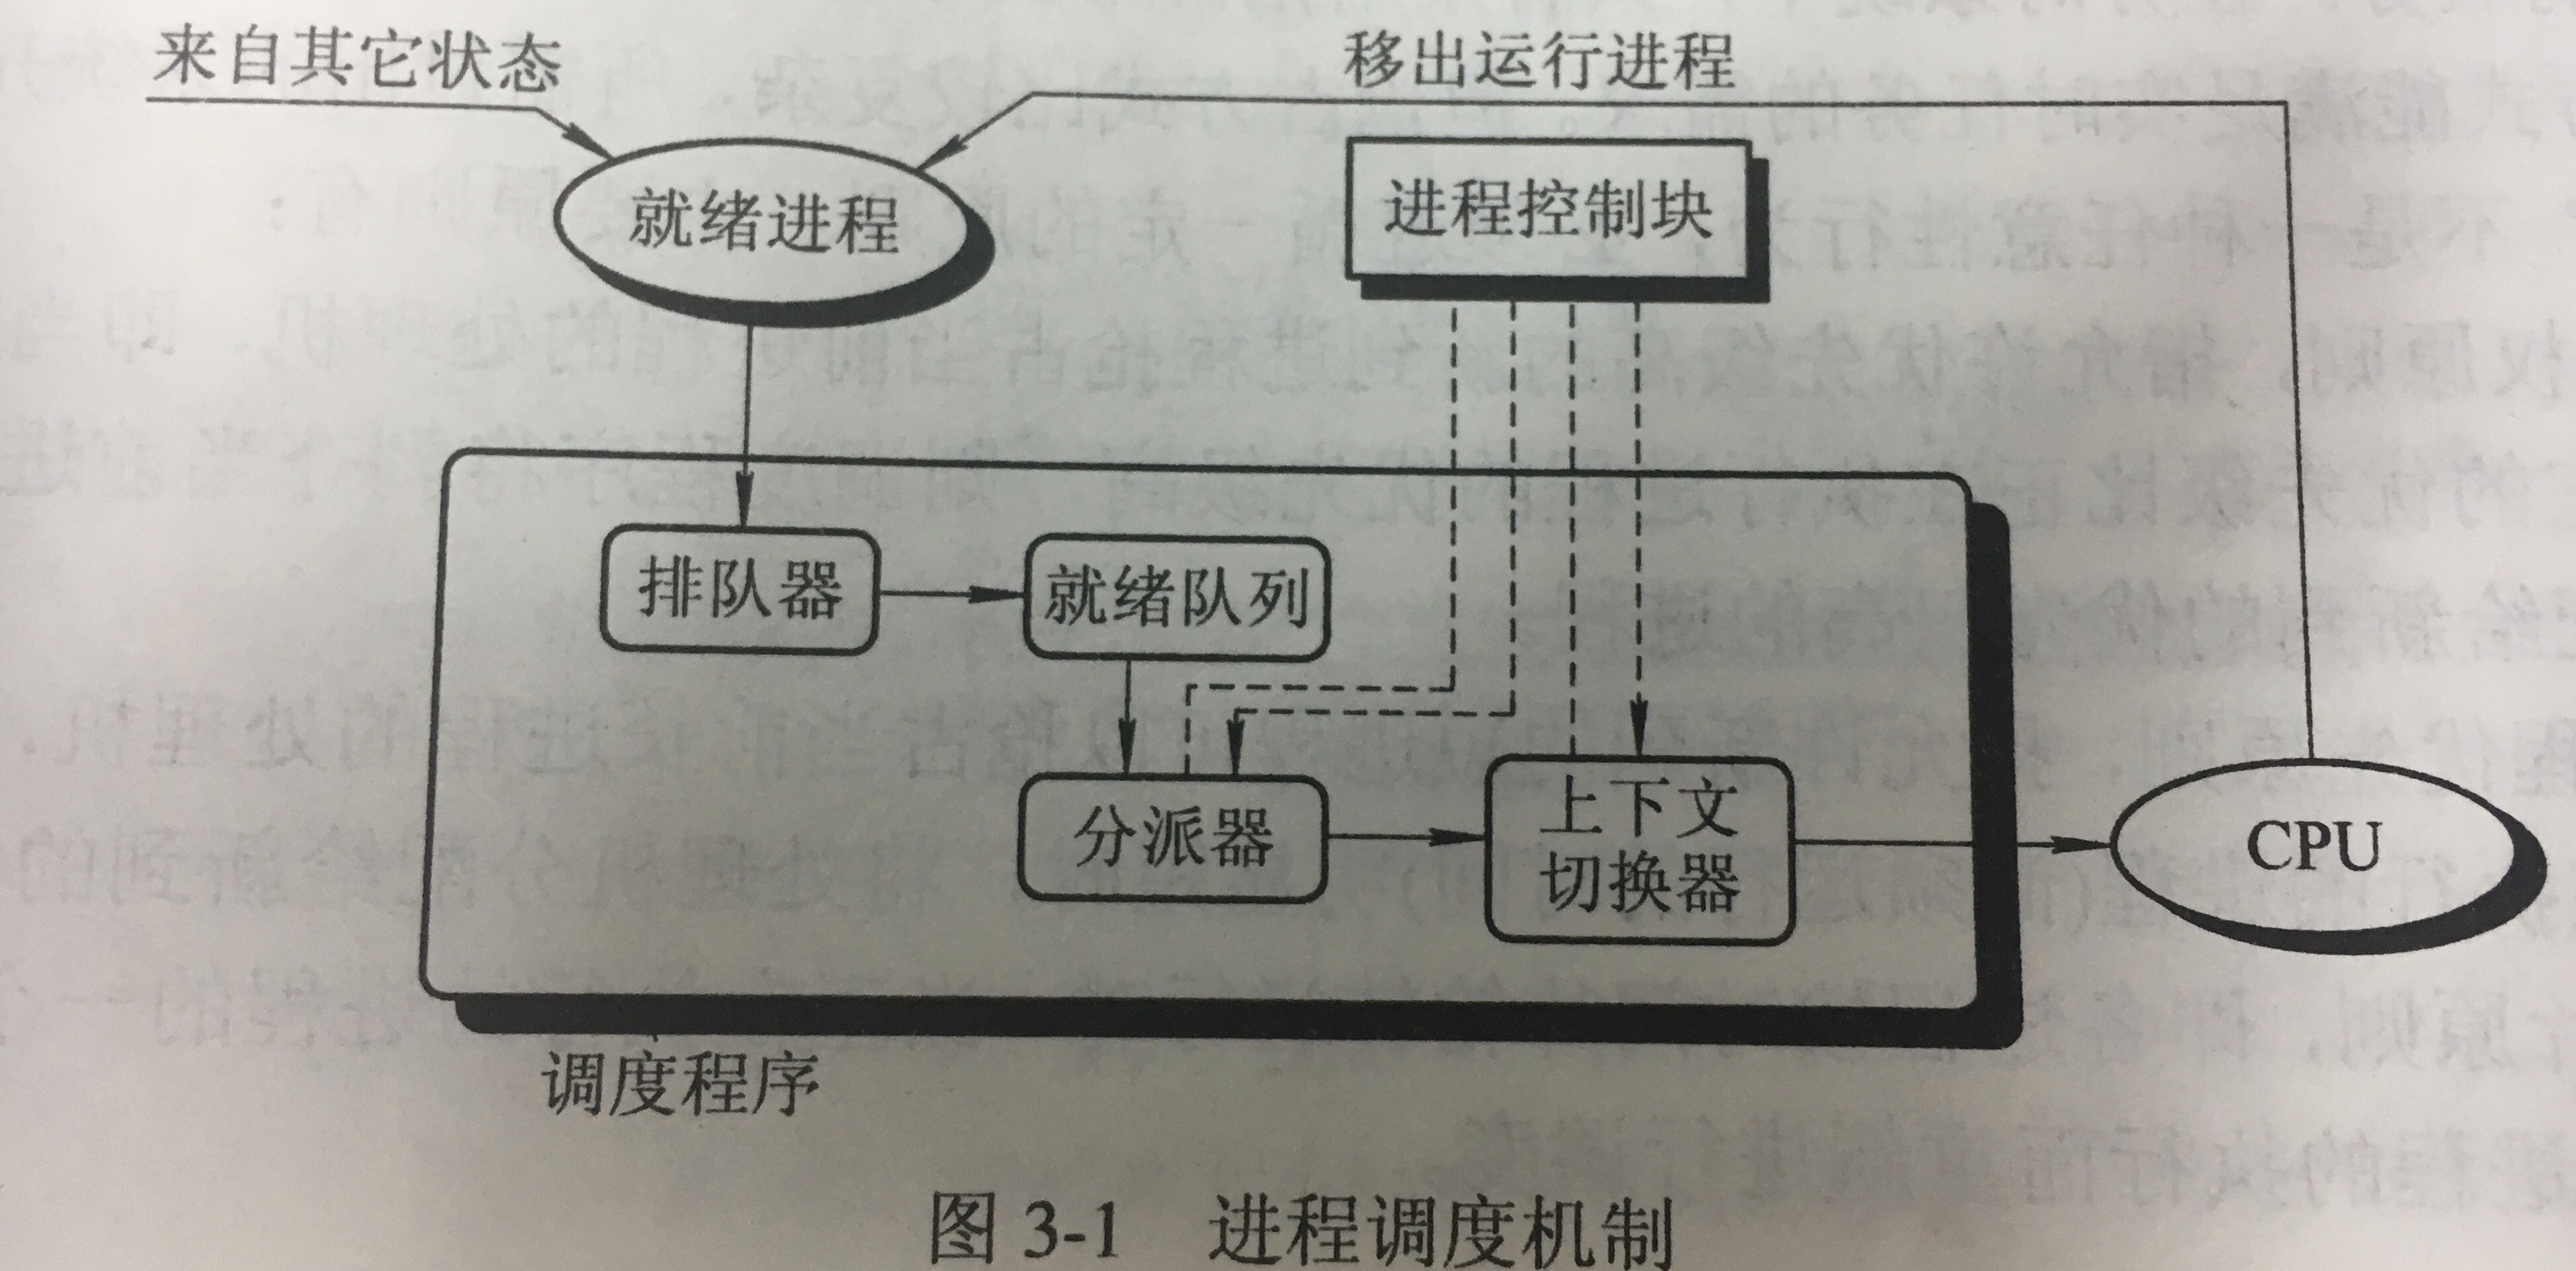 来自其它状态
移出运行进程
就绪进程
进程控制块
排队器
就绪队列
分派器
上下文
切换器
CPU
调度程序
图 3-1 进程调度机制